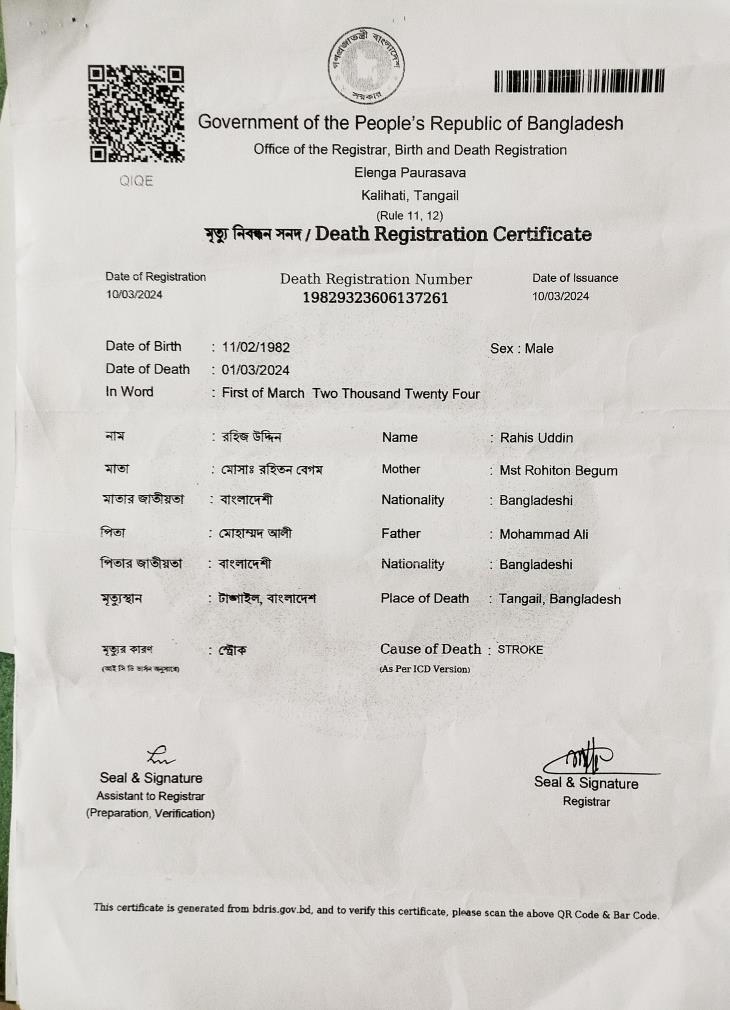 গণপ্রজাতন্ত্রী বাংলাদেশ
সরকার
QIQE
Government of the People's Republic of Bangladesh
Office of the Registrar, Birth and Death Registration
Elenga Paurasava
Kalihati, Tangail
(Rule 11, 12)
মৃত্যু নিবন্ধন সনদ / Death Registration Certificate
Date of Registration Death Registration Number Date of Issuance
10/03/2024 19829323606137261 10/03/2024
Date of Birth : 11/02/1982 Sex : Male
Date of Death : 01/03/2024
In Word : First of March Two Thousand Twenty Four
নাম : রহিজ উদ্দিন Name : Rahis Uddin
মাতা : মোসাঃ রহিতন বেগম Mother : Mst Rohiton Begum
মাতার জাতীয়তা : বাংলাদেশী Nationality : Bangladeshi
পিতা : মোহাম্মদ আলী Father : Mohammad Ali
পিতার জাতীয়তা : বাংলাদেশী Nationality : Bangladeshi
মৃত্যুস্থান : টাঙ্গাইল, বাংলাদেশ Place of Death : Tangail, Bangladesh
মৃত্যুর কারণ : স্ট্রোক Cause of Death : STROKE
(আই সি ডি ভার্সন অনুসারে) (As Per ICD Version)
Seal & Signature Seal & Signature
Assistant to Registrar Registrar
(Preparation, Verification)
This certificate is generated from bdris.gov.bd, and to verify this certificate, please scan the above QR Code & Bar Code.